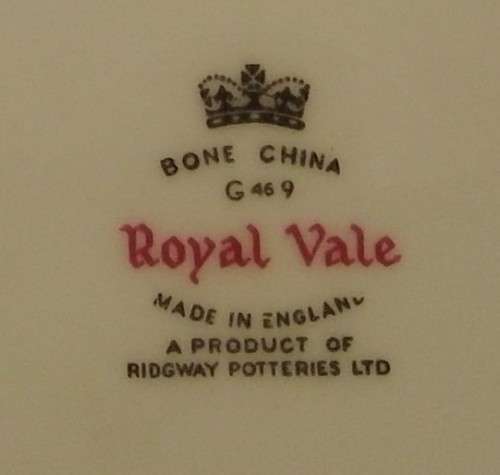 BONE CHINA
G 46 9
Royal Vale
MADE IN ENGLAND
A PRODUCT OF
RIDGWAY POTTERIES LTD